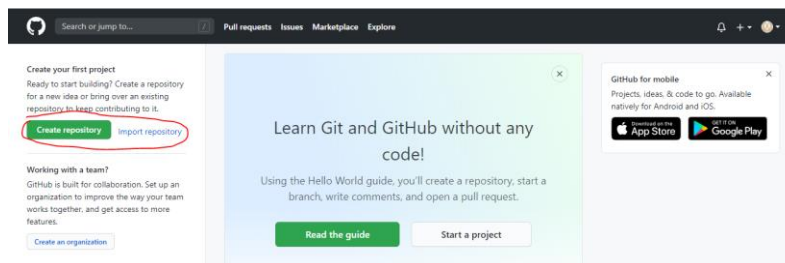 Search or jump to...
/
Pull requests Issues Marketplace Explore
Create your first project
Ready to start building? Create a repository
for a new idea or bring over an existing
repository to keep contributing to it.
Create repository Import repository
Working with a team?
GitHub is built for collaboration. Set up an
organization to improve the way your team
works together, and get access to more
features.
Create an organization
Learn Git and GitHub without any
code!
Using the Hello World guide, you'll create a repository, start a
branch, write comments, and open a pull request.
Read the guide Start a project
GitHub for mobile
Projects, ideas, & code to go. Available
natively for Android and iOS.
Download on the
App Store
GET IT ON
Google Play